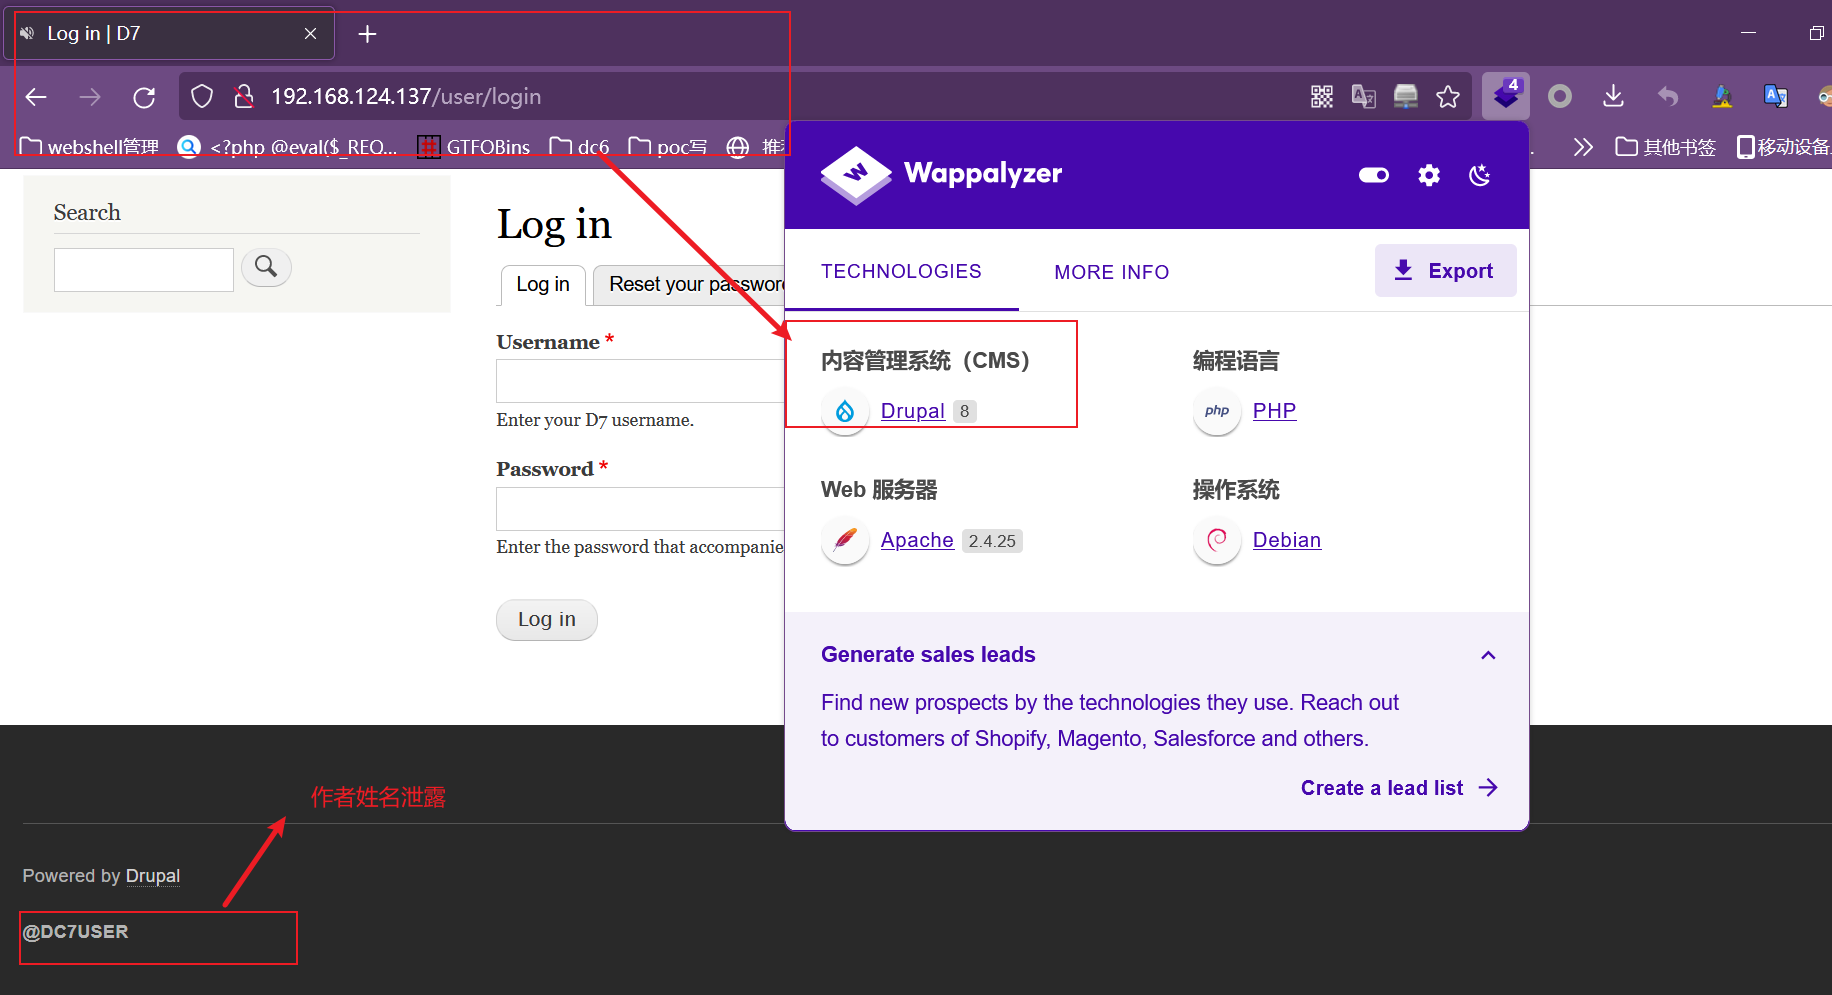 Log in | D7
192.168.124.137/user/login
4
webshell管理
<?php @eval($_REQ...
GTFOBins
dc6
poc写
其他书签
移动设备
Search
Log in
Log in
Reset your password
Username *
Enter your D7 username.
Password *
Enter the password that accompanie
Log in
Wappalyzer
TECHNOLOGIES
MORE INFO
Export
内容管理系统（CMS）
Drupal 8
编程语言
php PHP
Web 服务器
Apache 2.4.25
操作系统
Debian
Generate sales leads
Find new prospects by the technologies they use. Reach out
to customers of Shopify, Magento, Salesforce and others.
Create a lead list
作者姓名泄露
Powered by Drupal
@DC7USER